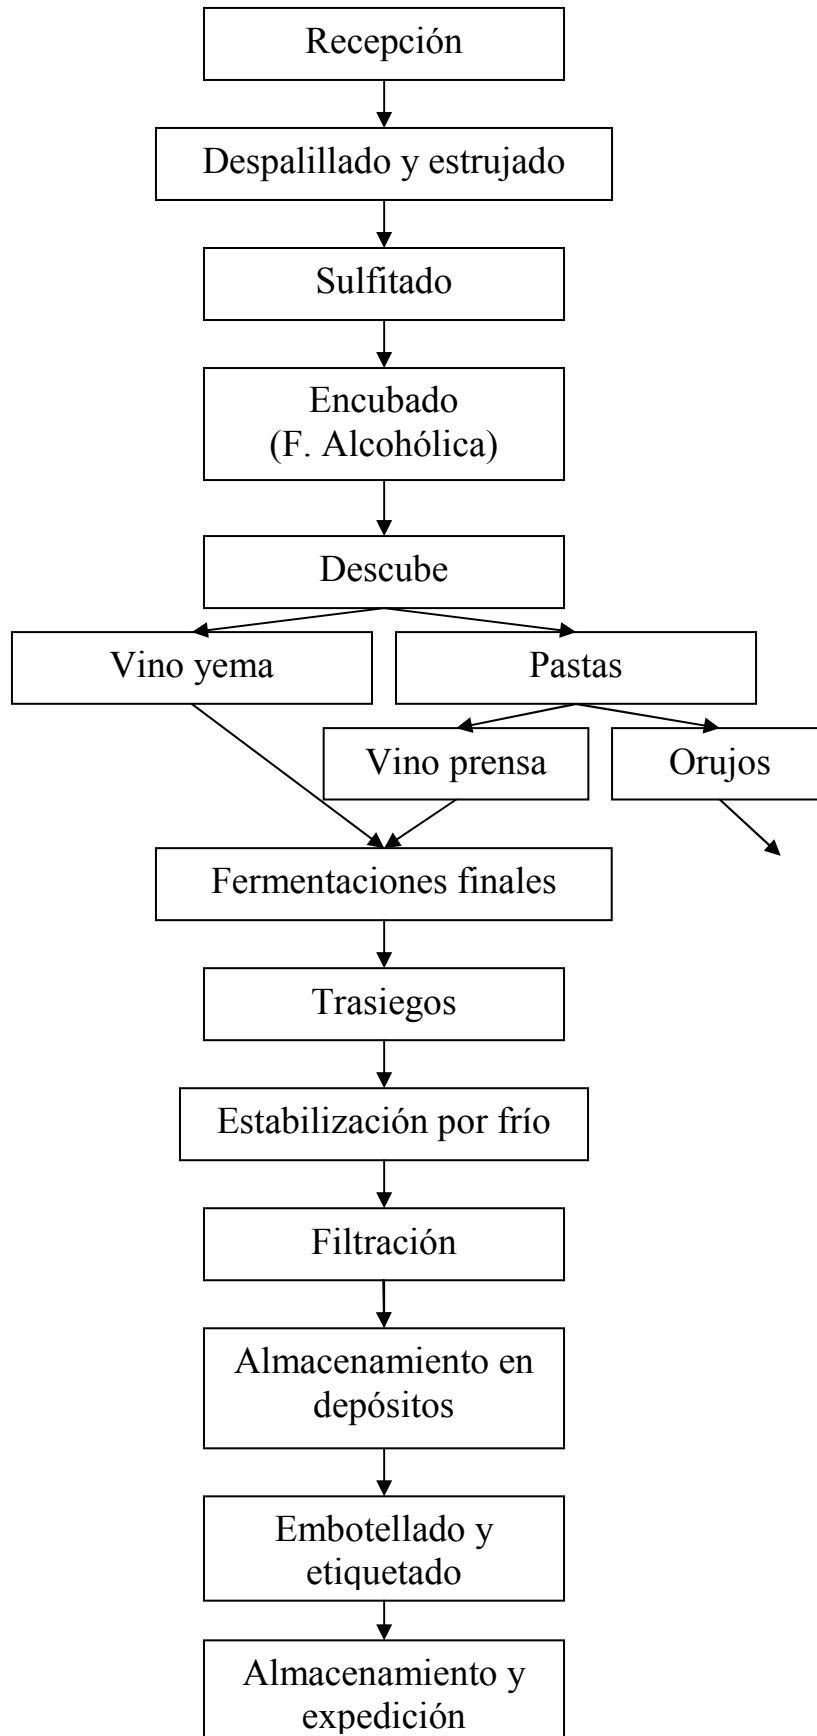 Recepción
Despalillado y estrujado
Sulfitado
Encubado
(F. Alcohólica)
Descube
Vino yema
Pastas
Vino prensa
Orujos
Fermentaciones finales
Trasiegos
Estabilización por frío
Filtración
Almacenamiento en
depósitos
Embotellado y
etiquetado
Almacenamiento y
expedición